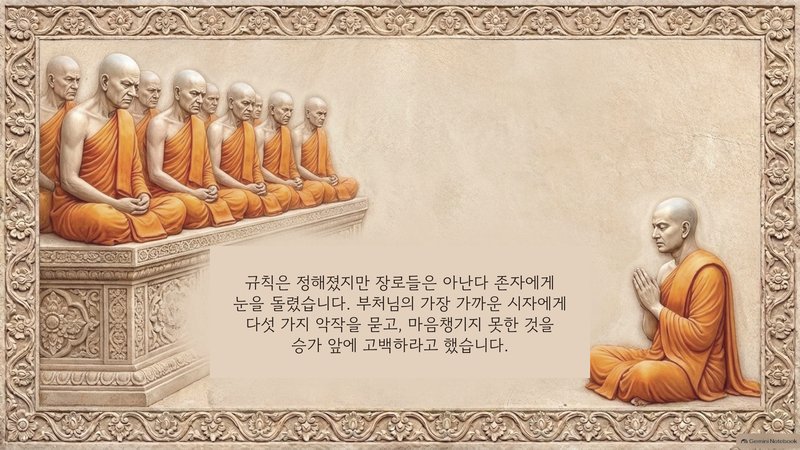 규칙은 정해졌지만 장로들은 아난다 존자에게
눈을 돌렸습니다. 부처님의 가장 가까운 시자에게
다섯 가지 악작을 묻고, 마음챙기지 못한 것을
승가 앞에 고백하라고 했습니다.
Gemini Notebook